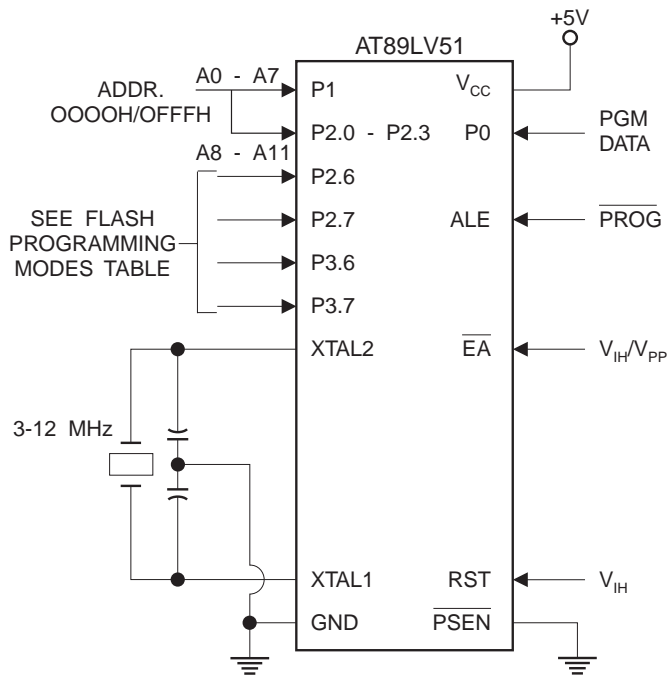 +5V
AT89LV51
A0 - A7
ADDR.
OOOOH/OFFFH
P1
VCC
P2.0 - P2.3
P0
PGM
DATA
A8 - A11
P2.6
SEE FLASH
PROGRAMMING
MODES TABLE
P2.7
ALE
PROG
P3.6
P3.7
XTAL2
EA
VIH/VPP
3-12 MHz
XTAL1
RST
VIH
GND
PSEN